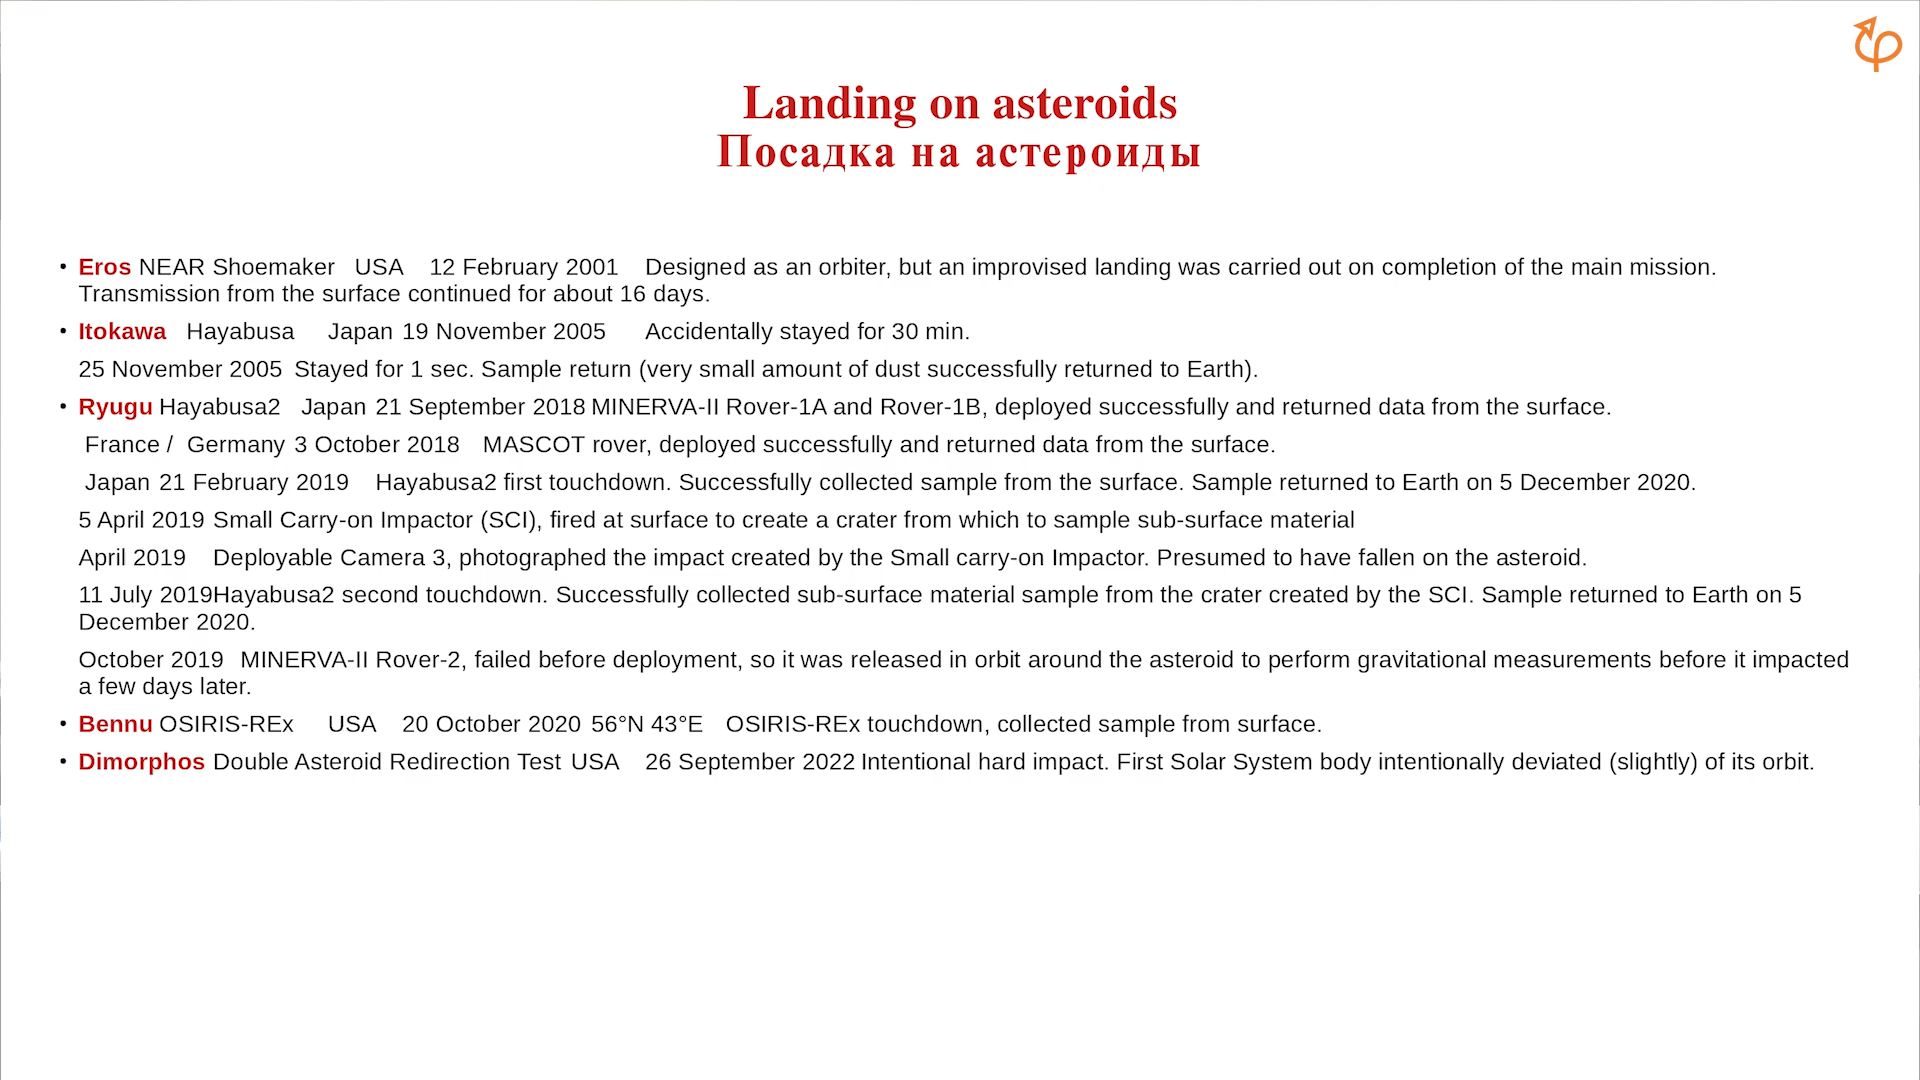 Landing on asteroids
Посадка на астероиды
• Eros NEAR Shoemaker USA 12 February 2001 Designed as an orbiter, but an improvised landing was carried out on completion of the main mission.
Transmission from the surface continued for about 16 days.
• Itokawa Hayabusa Japan 19 November 2005 Accidentally stayed for 30 min.
25 November 2005 Stayed for 1 sec. Sample return (very small amount of dust successfully returned to Earth).
• Ryugu Hayabusa2 Japan 21 September 2018 MINERVA-II Rover-1A and Rover-1B, deployed successfully and returned data from the surface.
France / Germany 3 October 2018 MASCOT rover, deployed successfully and returned data from the surface.
Japan 21 February 2019 Hayabusa2 first touchdown. Successfully collected sample from the surface. Sample returned to Earth on 5 December 2020.
5 April 2019 Small Carry-on Impactor (SCI), fired at surface to create a crater from which to sample sub-surface material
April 2019 Deployable Camera 3, photographed the impact created by the Small carry-on Impactor. Presumed to have fallen on the asteroid.
11 July 2019Hayabusa2 second touchdown. Successfully collected sub-surface material sample from the crater created by the SCI. Sample returned to Earth on 5
December 2020.
October 2019 MINERVA-II Rover-2, failed before deployment, so it was released in orbit around the asteroid to perform gravitational measurements before it impacted
a few days later.
• Bennu OSIRIS-REx USA 20 October 2020 56°N 43°E OSIRIS-REx touchdown, collected sample from surface.
• Dimorphos Double Asteroid Redirection Test USA 26 September 2022 Intentional hard impact. First Solar System body intentionally deviated (slightly) of its orbit.